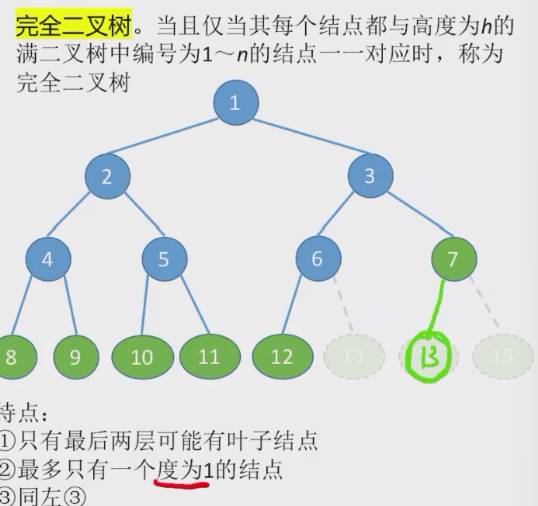 完全二叉树。当且仅当其每个结点都与高度为h的
满二叉树中编号为1～n的结点一一对应时，称为
完全二叉树
1
2 3
4 5 6 7
8 9 10 11 12 13 13 15
特点：
①只有最后两层可能有叶子结点
②最多只有一个度为1的结点
③同左③